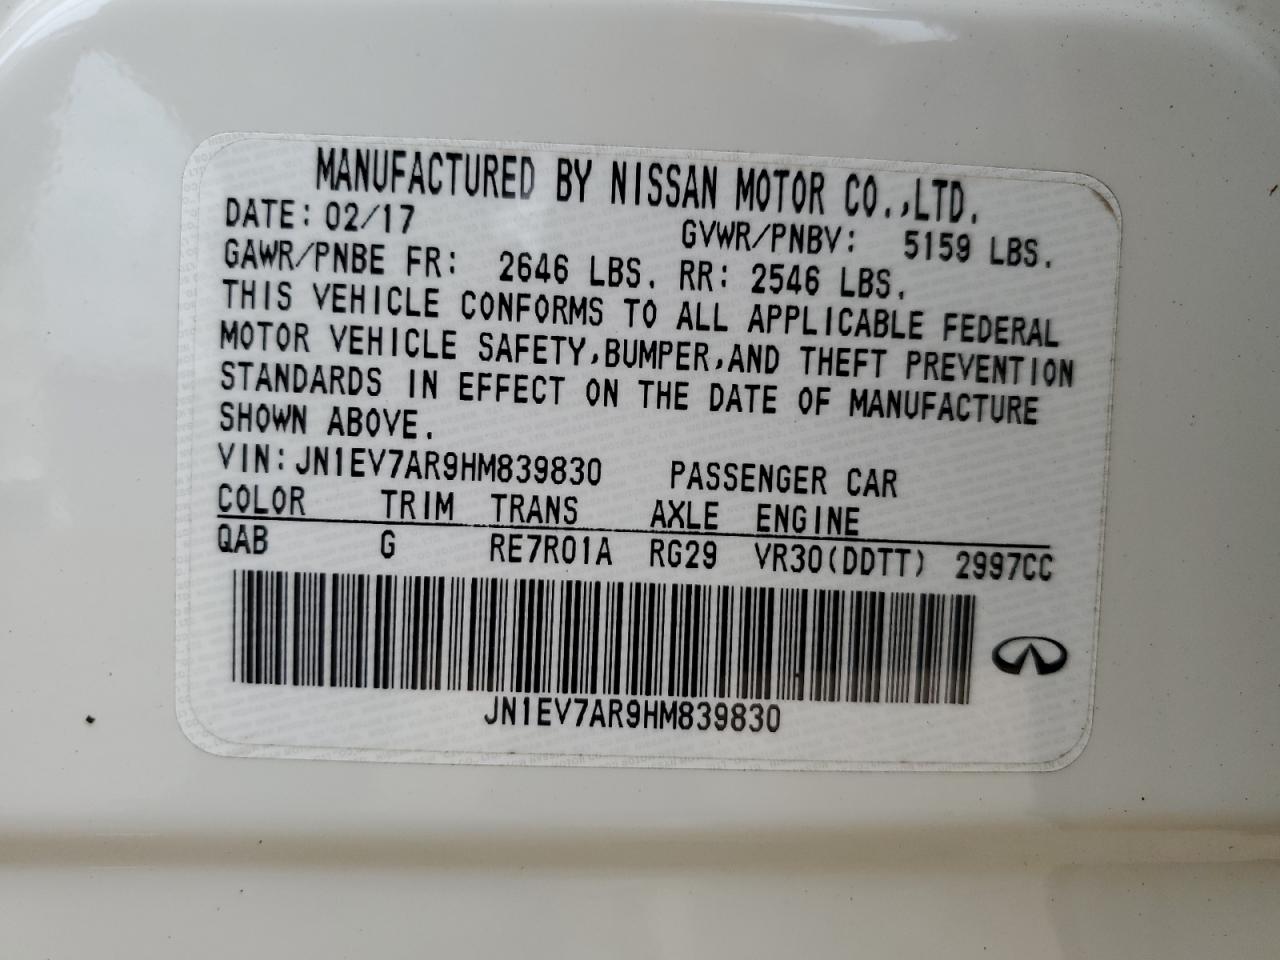 MANUFACTURED BY NISSAN MOTOR CO.,LTD.
DATE: 02/17 GVWR/PNBV: 5159 LBS.
GAWR/PNBE FR: 2646 LBS. RR: 2546 LBS.
THIS VEHICLE CONFORMS TO ALL APPLICABLE FEDERAL
MOTOR VEHICLE SAFETY,BUMPER,AND THEFT PREVENTION
STANDARDS IN EFFECT ON THE DATE OF MANUFACTURE
SHOWN ABOVE.
VIN: JN1EV7AR9HM839830 PASSENGER CAR
COLOR TRIM TRANS AXLE ENGINE
QAB G RE7R01A RG29 VR30(DDTT) 2997CC
JN1EV7AR9HM839830